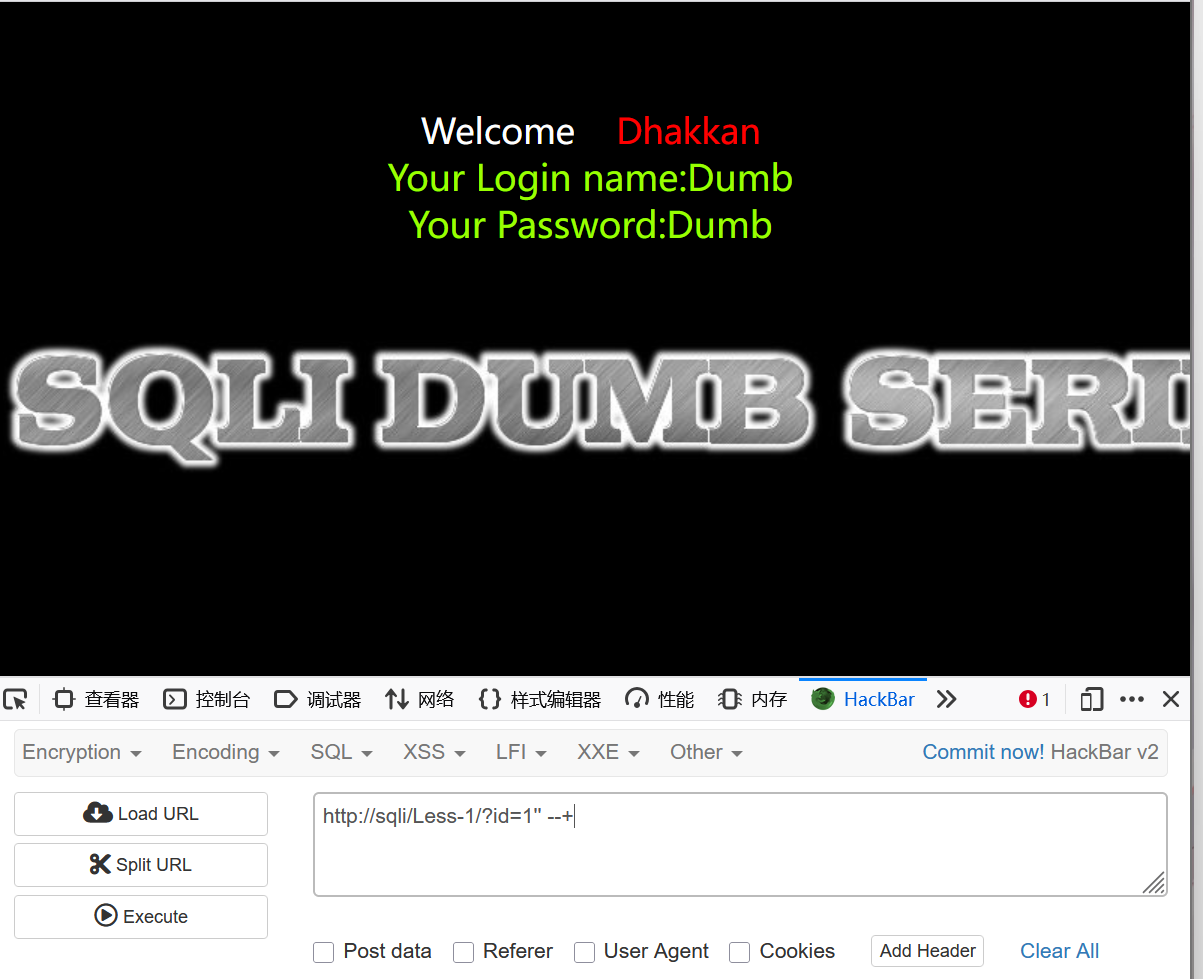 Welcome Dhakkan
Your Login name:Dumb
Your Password:Dumb
SQLI DUMB SERI
查看器 控制台 调试器 网络 {} 样式编辑器 性能 内存 HackBar 1
Encryption Encoding SQL XSS LFI XXE Other Commit now! HackBar v2
Load URL
Split URL
Execute
http://sqli/Less-1/?id=1" --+
Post data Referer User Agent Cookies Add Header Clear All